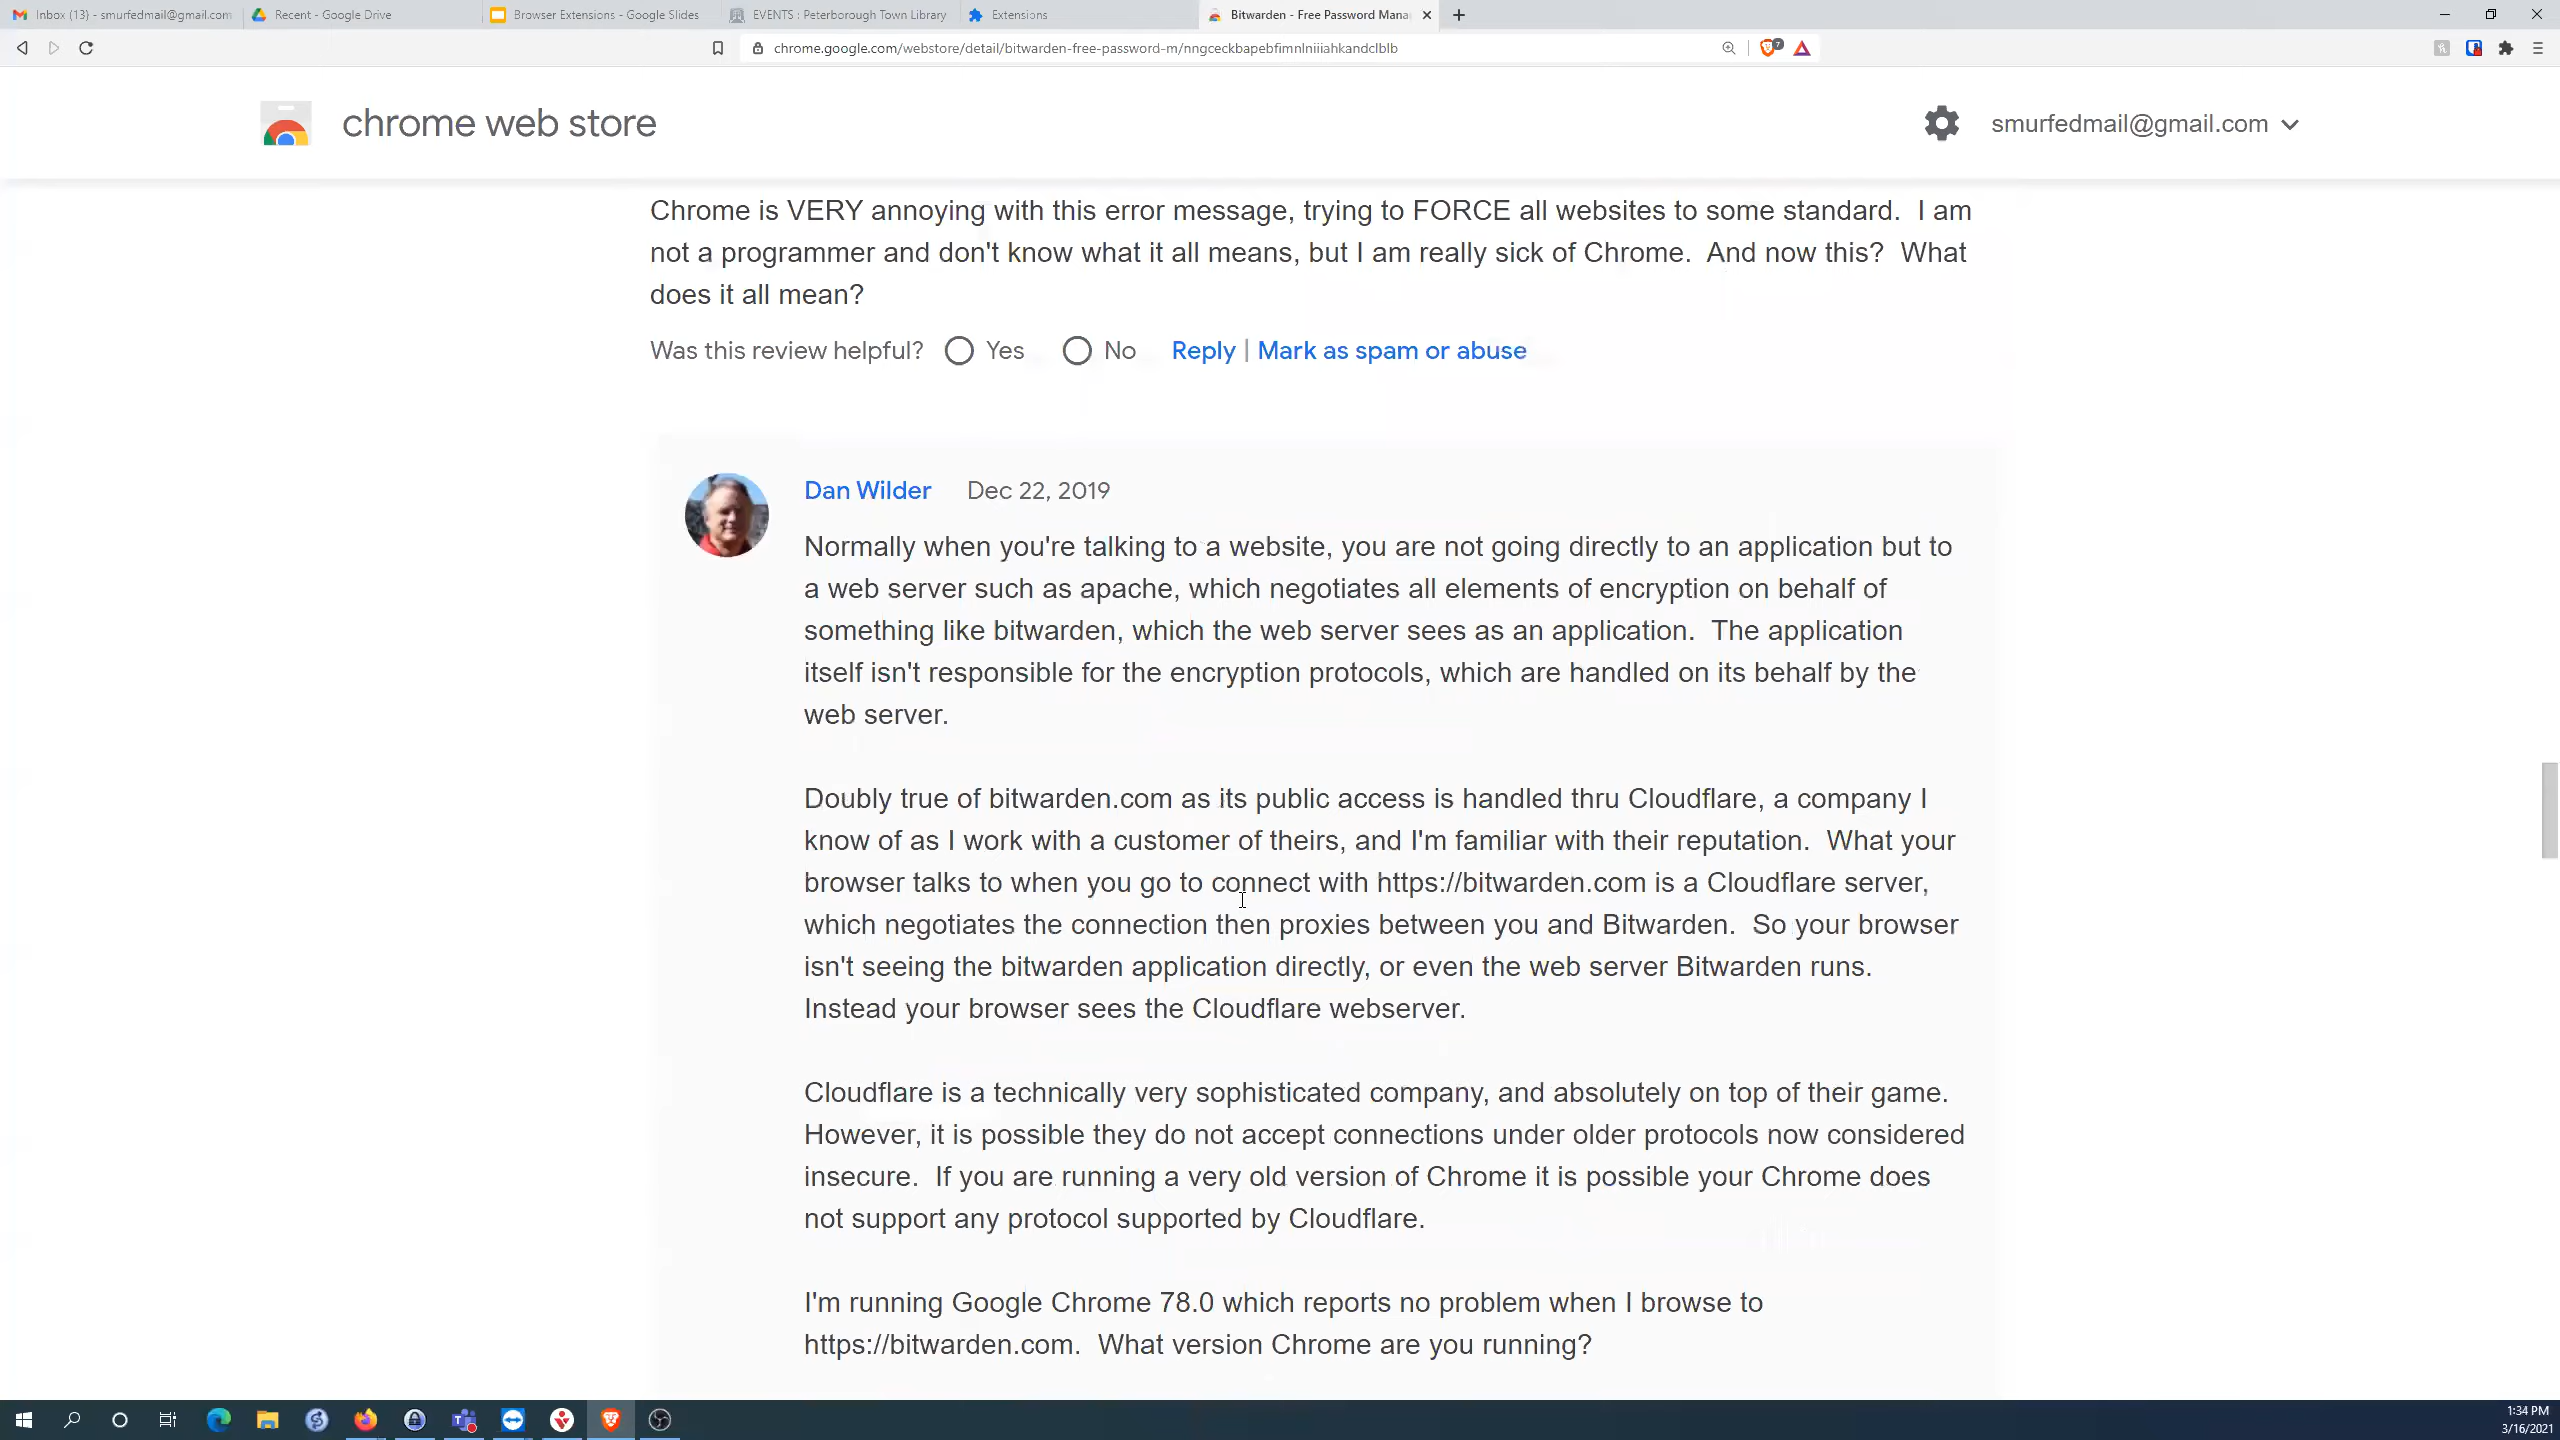 Inbox (13) - smurfedmail@gmail.com
Recent - Google Drive
Browser Extensions - Google Slides
EVENTS : Peterborough Town Library
Extensions
Bitwarden - Free Password Mana
chrome.google.com/webstore/detail/bitwarden-free-password-m/nngceckbapebfimnlniiiahkandclblb
chrome web store
smurfedmail@gmail.com
Chrome is VERY annoying with this error message, trying to FORCE all websites to some standard. I am
not a programmer and don't know what it all means, but I am really sick of Chrome. And now this? What
does it all mean?
Was this review helpful? Yes No Reply | Mark as spam or abuse
Dan Wilder Dec 22, 2019
Normally when you're talking to a website, you are not going directly to an application but to
a web server such as apache, which negotiates all elements of encryption on behalf of
something like bitwarden, which the web server sees as an application. The application
itself isn't responsible for the encryption protocols, which are handled on its behalf by the
web server.
Doubly true of bitwarden.com as its public access is handled thru Cloudflare, a company I
know of as I work with a customer of theirs, and I'm familiar with their reputation. What your
browser talks to when you go to connect with https://bitwarden.com is a Cloudflare server,
which negotiates the connection then proxies between you and Bitwarden. So your browser
isn't seeing the bitwarden application directly, or even the web server Bitwarden runs.
Instead your browser sees the Cloudflare webserver.
Cloudflare is a technically very sophisticated company, and absolutely on top of their game.
However, it is possible they do not accept connections under older protocols now considered
insecure. If you are running a very old version of Chrome it is possible your Chrome does
not support any protocol supported by Cloudflare.
I'm running Google Chrome 78.0 which reports no problem when I browse to
https://bitwarden.com. What version Chrome are you running?
1:34 PM
3/16/2021